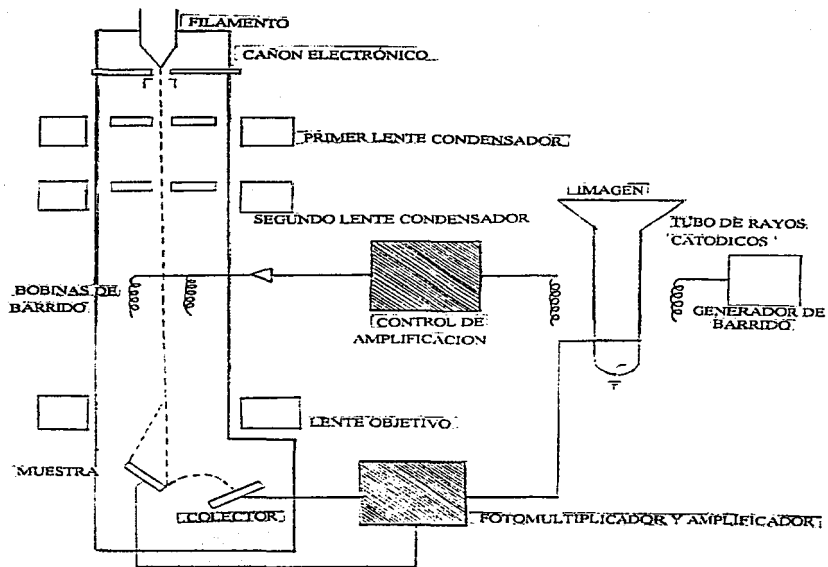 FILAMENTO
CAÑON ELECTRÓNICO
PRIMER LENTE CONDENSADOR
SEGUNDO LENTE CONDENSADOR
IMAGEN
TUBO DE RAYOS
CATODICOS
BOBINAS DE
BARRIDO
CONTROL DE
AMPLIFICACION
GENERADOR DE
BARRIDO
LENTE OBJETIVO
MUESTRA
COLECTOR
FOTOMULTIPLICADOR Y AMPLIFICADOR